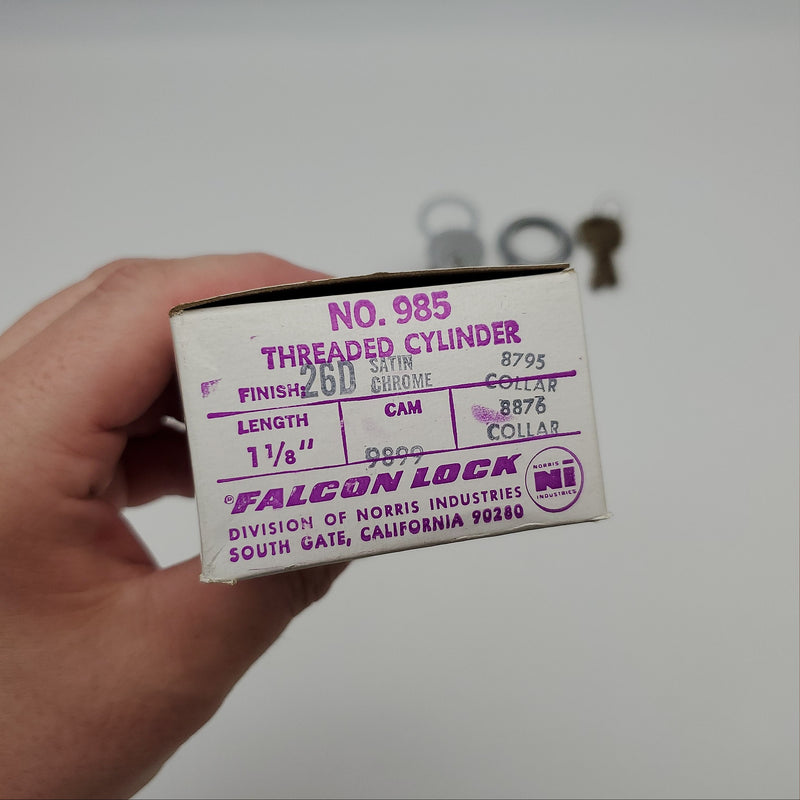 NO. 985
THREADED CYLINDER
FINISH: 26D SATIN CHROME
8795 COLLAR
LENGTH
1 1/8"
CAM
9899
8876 COLLAR
®FALCON LOCK
DIVISION OF NORRIS INDUSTRIES
SOUTH GATE, CALIFORNIA 90280
NORRIS
Ni
INDUSTRIES